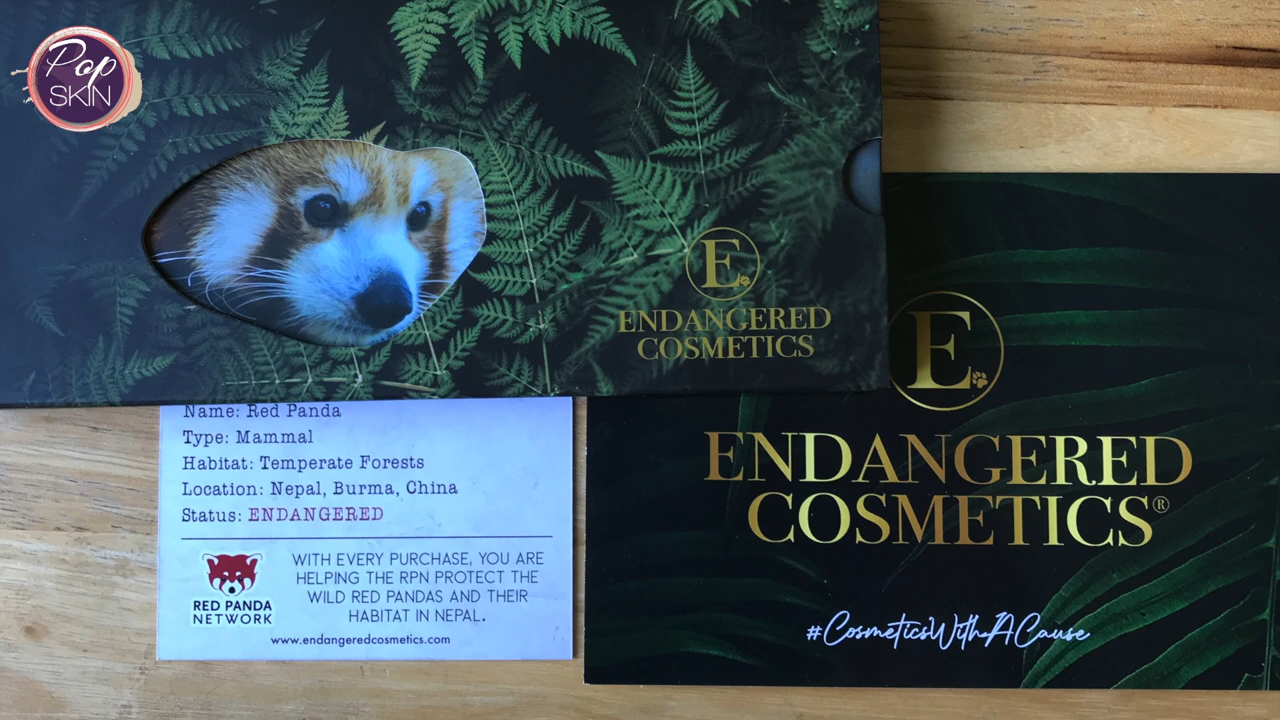 Pop
SKIN
E
ENDANGERED
COSMETICS
Name: Red Panda
Type: Mammal
Habitat: Temperate Forests
Location: Nepal, Burma, China
Status: ENDANGERED
RED PANDA
NETWORK
WITH EVERY PURCHASE, YOU ARE
HELPING THE RPN PROTECT THE
WILD RED PANDAS AND THEIR
HABITAT IN NEPAL.
www.endangeredcosmetics.com
E
ENDANGERED
COSMETICS®
#CosmeticsWithACause